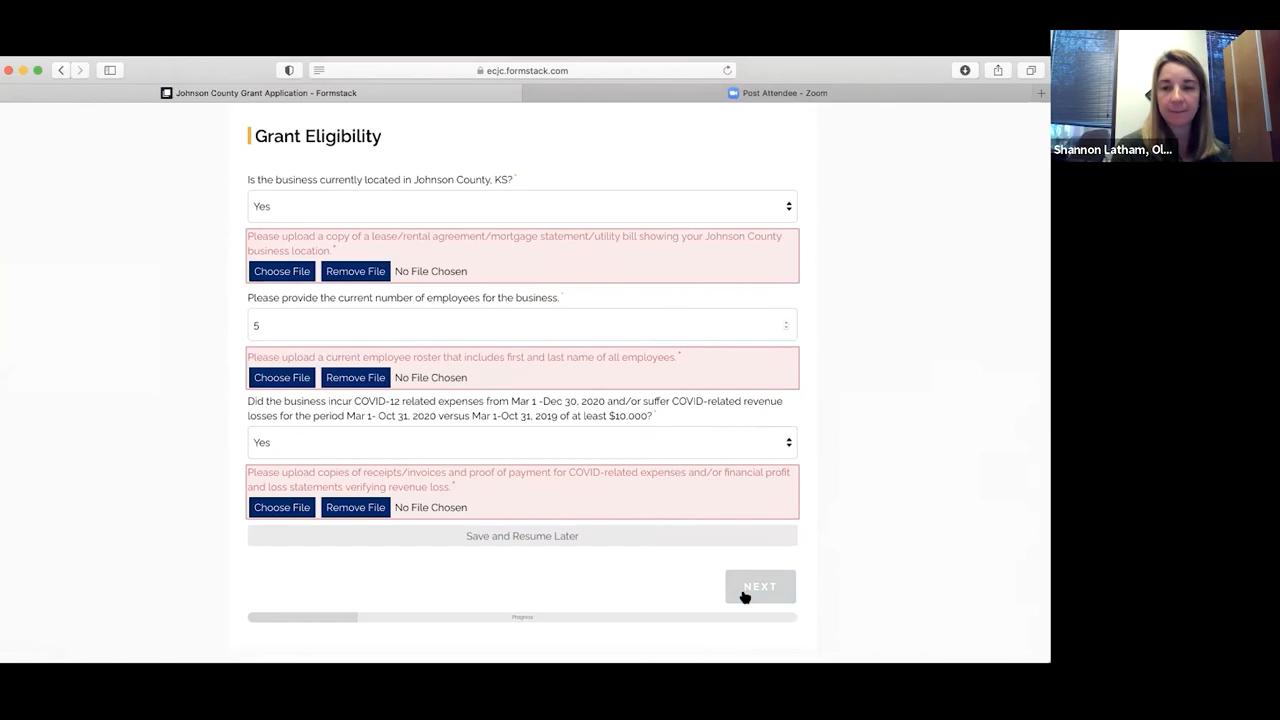 ecjc.formstack.com
Johnson County Grant Application - Formstack
Post Attendee - Zoom
Grant Eligibility
Is the business currently located in Johnson County, KS?*
Yes
Please upload a copy of a lease/rental agreement/mortgage statement/utility bill showing your Johnson County
business location.*
Choose File Remove File No File Chosen
Please provide the current number of employees for the business.*
5
Please upload a current employee roster that includes first and last name of all employees.*
Choose File Remove File No File Chosen
Did the business incur COVID-12 related expenses from Mar 1 -Dec 30, 2020 and/or suffer COVID-related revenue
losses for the period Mar 1- Oct 31, 2020 versus Mar 1-Oct 31, 2019 of at least $10,000?*
Yes
Please upload copies of receipts/invoices and proof of payment for COVID-related expenses and/or financial profit
and loss statements verifying revenue loss.*
Choose File Remove File No File Chosen
Save and Resume Later
NEXT
Progress
Shannon Latham, Ol...